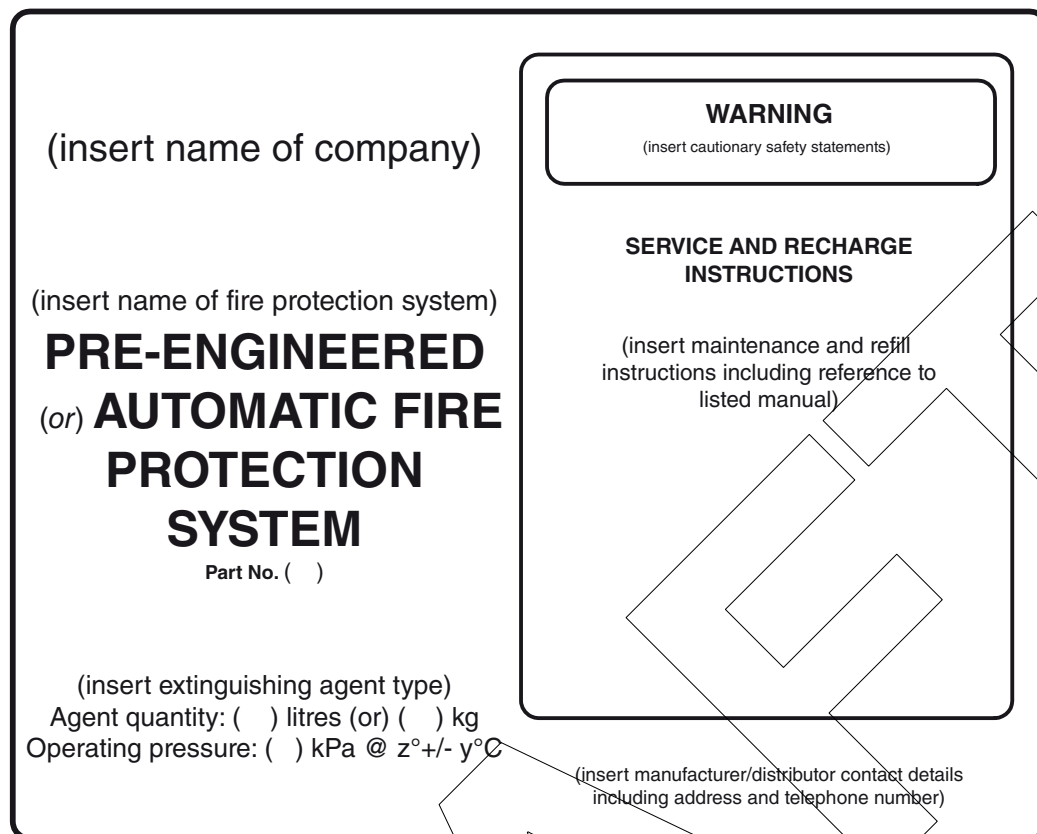 (insert name of company)
(insert name of fire protection system)
PRE-ENGINEERED
(or) AUTOMATIC FIRE
PROTECTION
SYSTEM
Part No. (   )
(insert extinguishing agent type)
Agent quantity: (   ) litres (or) (   ) kg
Operating pressure: (   ) kPa @ z°+/- y°C
WARNING
(insert cautionary safety statements)
SERVICE AND RECHARGE
INSTRUCTIONS
(insert maintenance and refill
instructions including reference to
listed manual)
(insert manufacturer/distributor contact details
including address and telephone number)